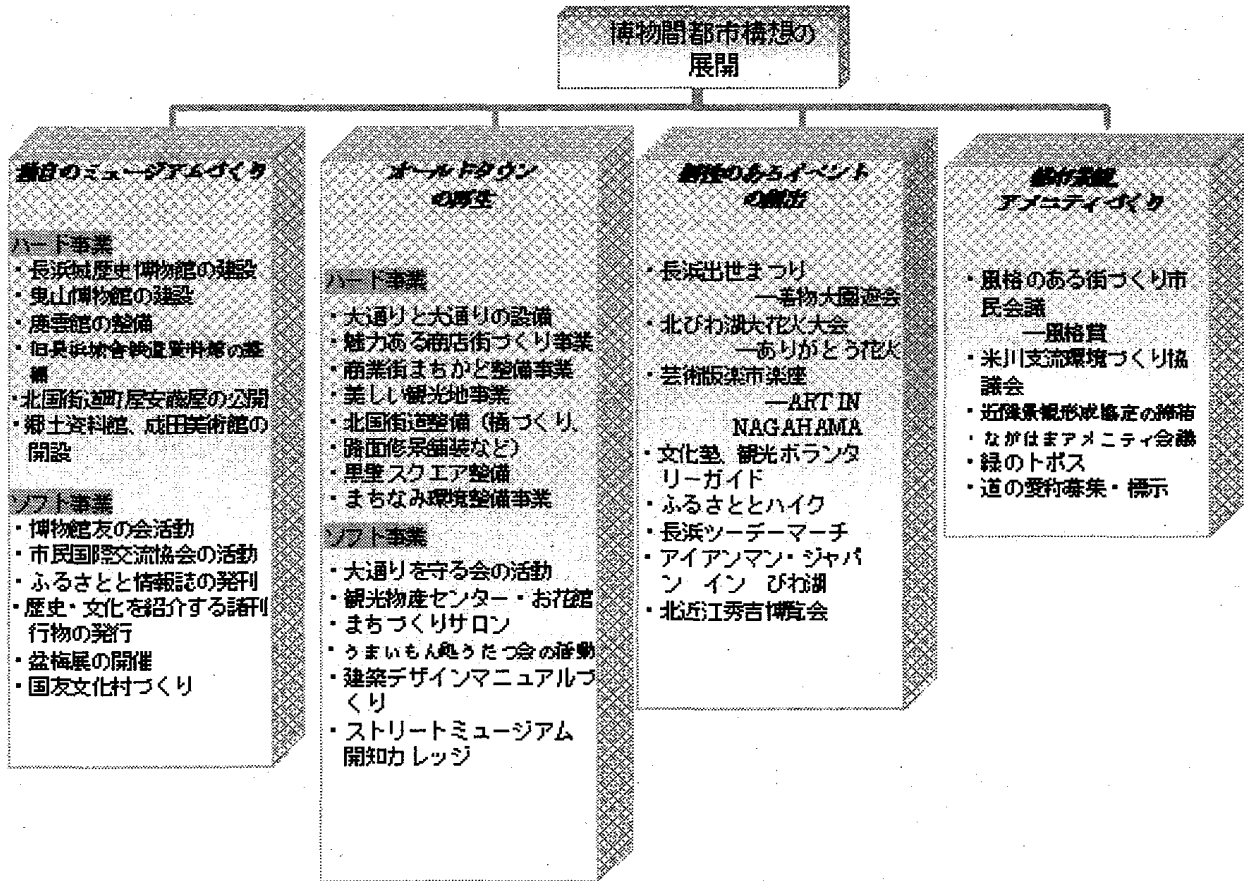 博物間都市構想の
展開
独自のミュージアムづくり
ハード事業
・長浜城歴史博物館の建設
・曳山博物館の建設
・慶雲館の整備
・旧長浜
・北国街道町屋安藤屋の公開
・郷土資料館、成田美術館の
開設
ソフト事業
・博物館友の会活動
・市民国際交流協会の活動
・ふるさとと情報誌の発刊
・歴史・文化を紹介する諸刊
行物の発行
・盆梅展の開催
・国友文化村づくり
オールドタウン
の再生
ハード事業
・大通りと大通りの設備
・魅力ある商店街づくり事業
・商業街まちかど整備事業
・美しい観光地事業
・北国街道整備(橋づくり、
・路面修景舗装など)
・黒壁スクエア整備
・まちなみ環境整備事業
ソフト事業
・大通りを守る会の活動
・観光物産センター・お花館
・まちづくりサロン
・うまいもん処うだつ会の活動
・建築デザインマニュアルづ
くり
・ストリートミュージアム
開知カレッジ
個性のあるイベント
の創出
・長浜出世まつり
―着物大園遊会
・北びわ湖大花火大会
―ありがとう花火
・芸術版楽市楽座
―ART IN
NAGAHAMA
・文化塾、観光ボランタ
リーガイド
・ふるさととハイク
・長浜ツーデーマーチ
・アイアンマン・ジャパ
ン イン びわ湖
・北近江秀吉博覧会
アメニティづくり
・風格のある街づくり市
民会議
―風格賞
・米川支流環境づくり協
議会
・近隣景観形成協定の締結
・ながはまアメニティ会議
・緑のトポス
・道の愛称募集・標示